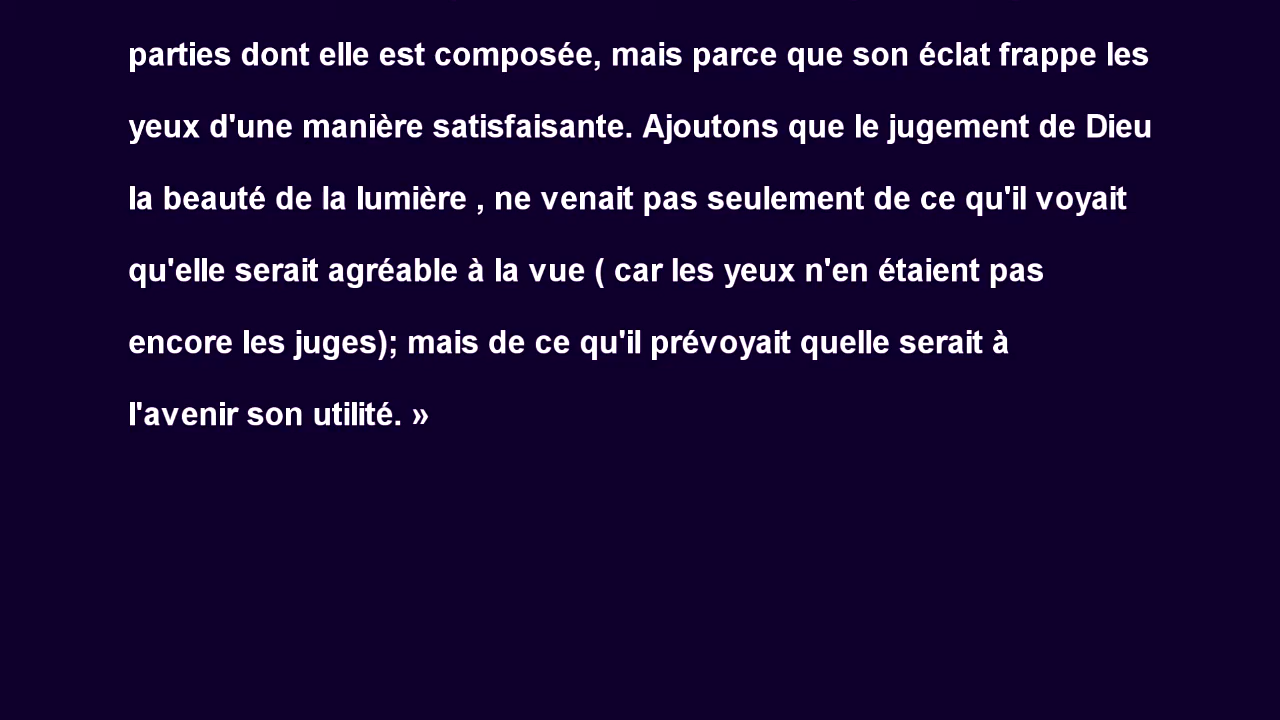 parties dont elle est composée, mais parce que son éclat frappe les
yeux d'une manière satisfaisante. Ajoutons que le jugement de Dieu
la beauté de la lumière , ne venait pas seulement de ce qu'il voyait
qu'elle serait agréable à la vue ( car les yeux n'en étaient pas
encore les juges); mais de ce qu'il prévoyait quelle serait à
l'avenir son utilité. »